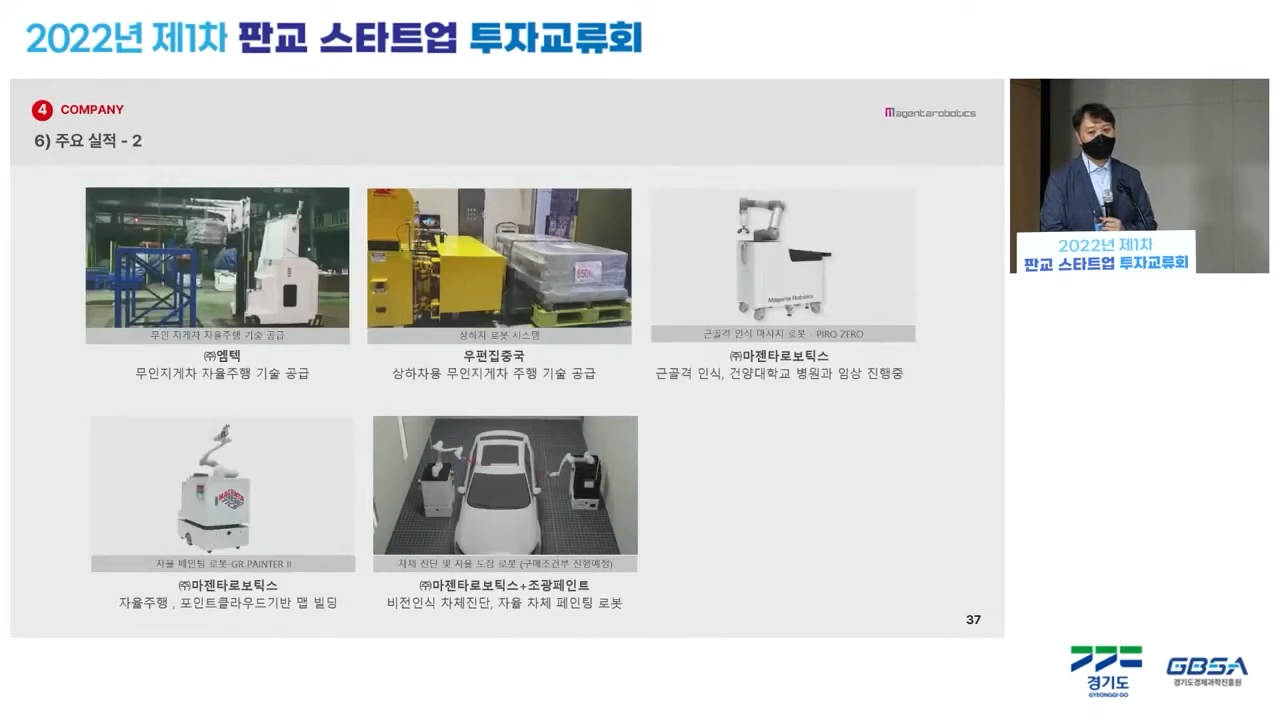 2022년 제1차 판교 스타트업 투자교류회
4 COMPANY
Magentarobotics
6) 주요 실적 - 2
650K
Magenta Robotics
무인 지게차 자율주행 기술 공급
상하차 로봇 시스템
근골격 인식 마사지 로봇 - PIRO ZERO
㈜엠텍
우편집중국
㈜마젠타로보틱스
무인지게차 자율주행 기술 공급
상하차용 무인지게차 주행 기술 공급
근골격 인식, 건양대학교 병원과 임상 진행중
MAGENTA
자율 페인팅 로봇-GR PAINTER II
자체 진단 및 자율 도장 로봇 (구매조건부 진행예정)
㈜마젠타로보틱스
㈜마젠타로보틱스+조광페인트
자율주행 , 포인트클라우드기반 맵 빌딩
비전인식 차체진단, 자율 차체 페인팅 로봇
37
2022년 제1차
판교 스타트업 투자교류회
경기도
GYEONGGI-DO
GBSA
경기도경제과학진흥원